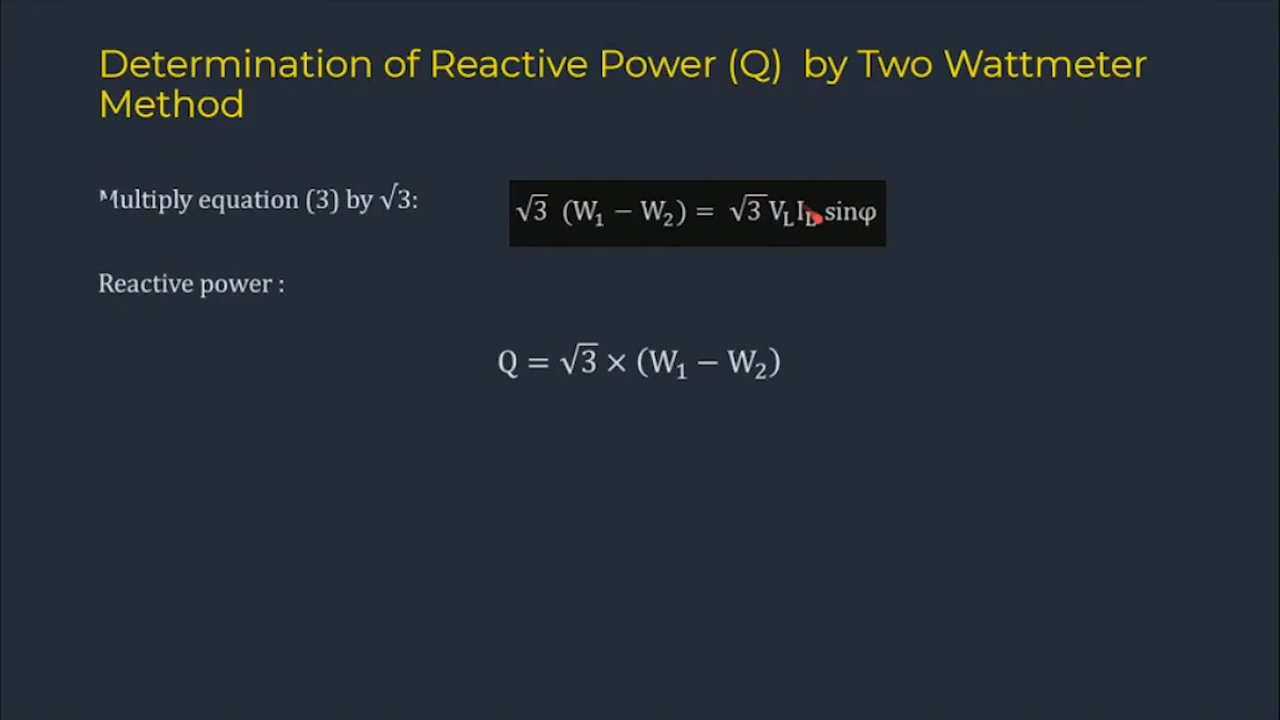 Determination of Reactive Power (Q) by Two Wattmeter
Method
Multiply equation (3) by √3:
√3 (W₁ − W₂) = √3 V_L I_L sinφ
Reactive power :
Q = √3 × (W₁ − W₂)